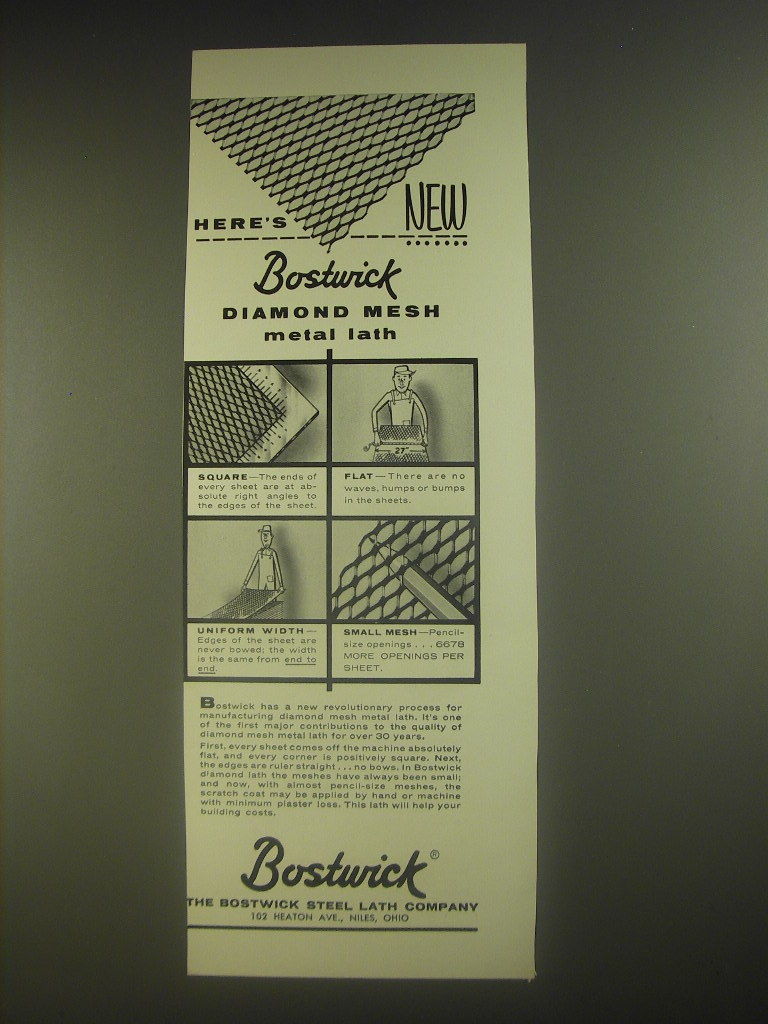 HERE'S NEW
Bostwick
DIAMOND MESH
metal lath
27"
SQUARE—The ends of
every sheet are at ab-
solute right angles to
the edges of the sheet.
FLAT—There are no
waves, humps or bumps
in the sheets.
UNIFORM WIDTH—
Edges of the sheet are
never bowed; the width
is the same from end to
end.
SMALL MESH—Pencil-
size openings . . . 6678
MORE OPENINGS PER
SHEET.
Bostwick has a new revolutionary process for
manufacturing diamond mesh metal lath. It's one
of the first major contributions to the quality of
diamond mesh metal lath for over 30 years.
First, every sheet comes off the machine absolutely
flat, and every corner is positively square. Next,
the edges are ruler straight . . . no bows. In Bostwick
diamond lath the meshes have always been small;
and now, with almost pencil-size meshes, the
scratch coat may be applied by hand or machine
with minimum plaster loss. This lath will help your
building costs.
Bostwick®
THE BOSTWICK STEEL LATH COMPANY
102 HEATON AVE., NILES, OHIO